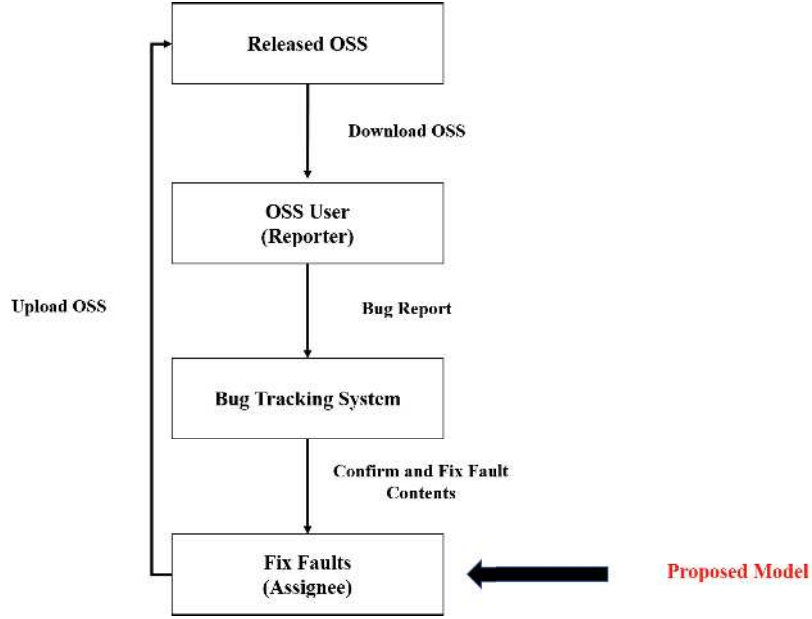 Released OSS
Download OSS
OSS User
(Reporter)
Upload OSS
Bug Report
Bug Tracking System
Confirm and Fix Fault
Contents
Fix Faults
(Assignee)
Proposed Model